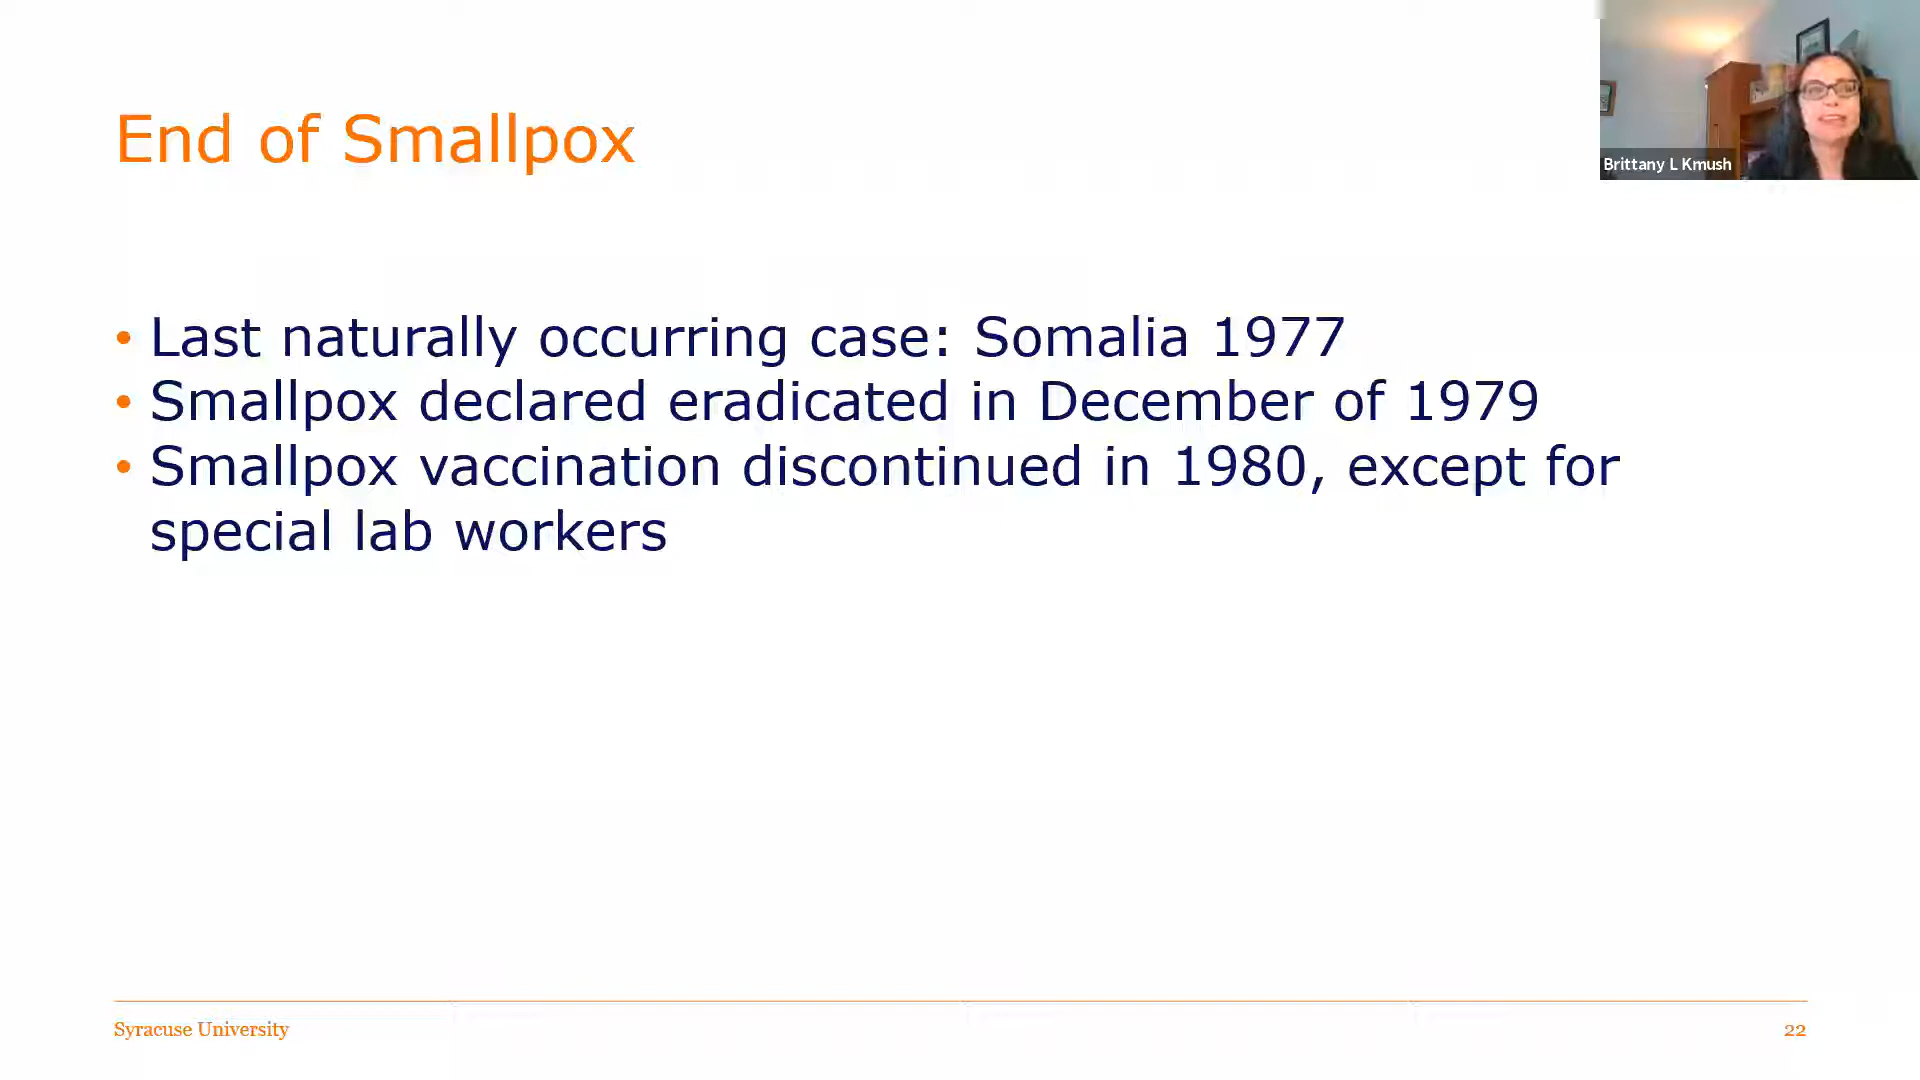 End of Smallpox
Brittany L Kmush
• Last naturally occurring case: Somalia 1977
• Smallpox declared eradicated in December of 1979
• Smallpox vaccination discontinued in 1980, except for
special lab workers
Syracuse University
22